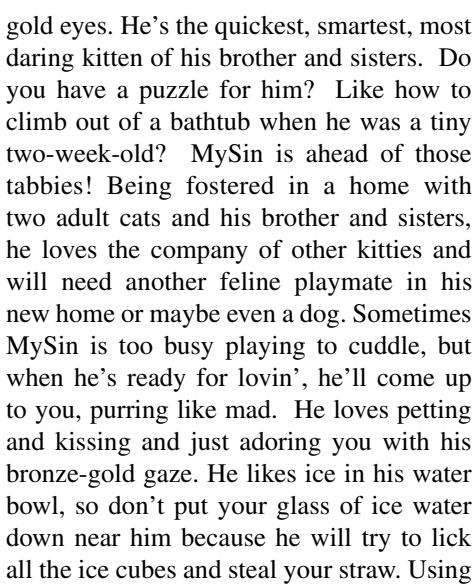 gold eyes. He's the quickest, smartest, most
daring kitten of his brother and sisters. Do
you have a puzzle for him? Like how to
climb out of a bathtub when he was a tiny
two-week-old? MySin is ahead of those
tabbies! Being fostered in a home with
two adult cats and his brother and sisters,
he loves the company of other kitties and
will need another feline playmate in his
new home or maybe even a dog. Sometimes
MySin is too busy playing to cuddle, but
when he's ready for lovin', he'll come up
to you, purring like mad. He loves petting
and kissing and just adoring you with his
bronze-gold gaze. He likes ice in his water
bowl, so don't put your glass of ice water
down near him because he will try to lick
all the ice cubes and steal your straw. Using